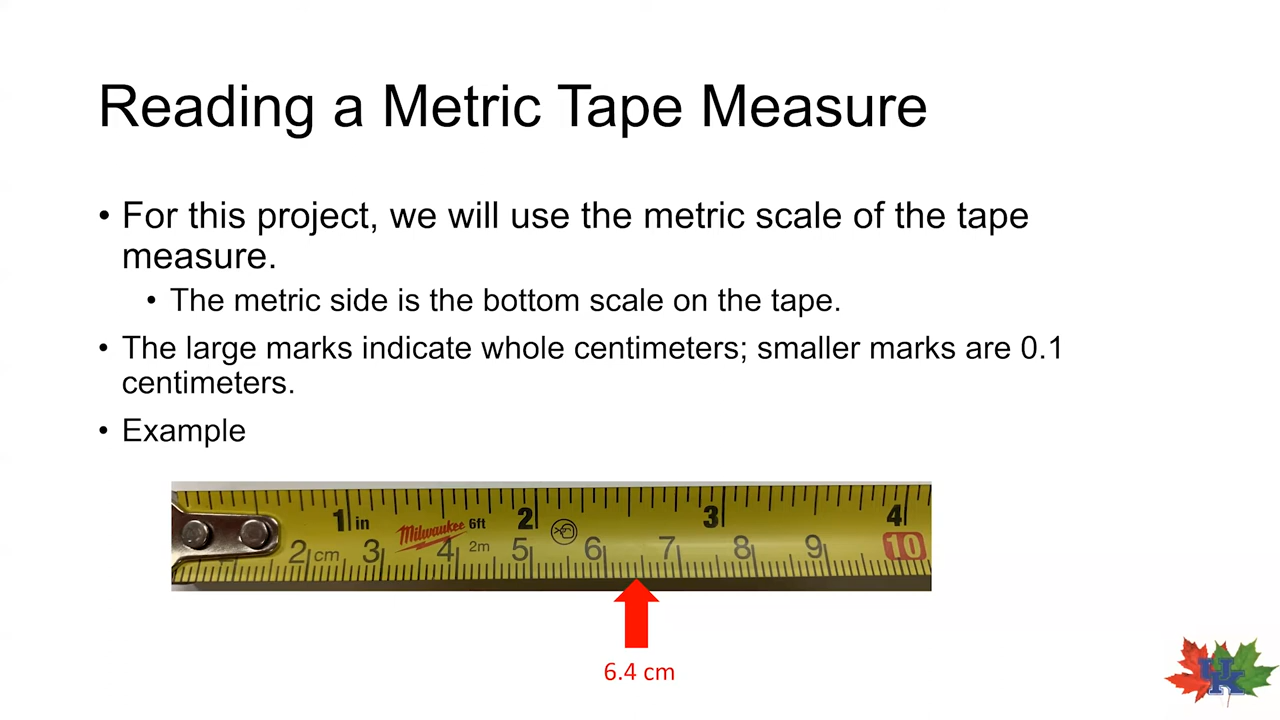 Reading a Metric Tape Measure
• For this project, we will use the metric scale of the tape
measure.
• The metric side is the bottom scale on the tape.
• The large marks indicate whole centimeters; smaller marks are 0.1
centimeters.
• Example
1 in Milwaukee 6ft 2 3 4
2 cm 3 4 2m 5 6 7 8 9 10
6.4 cm
UK